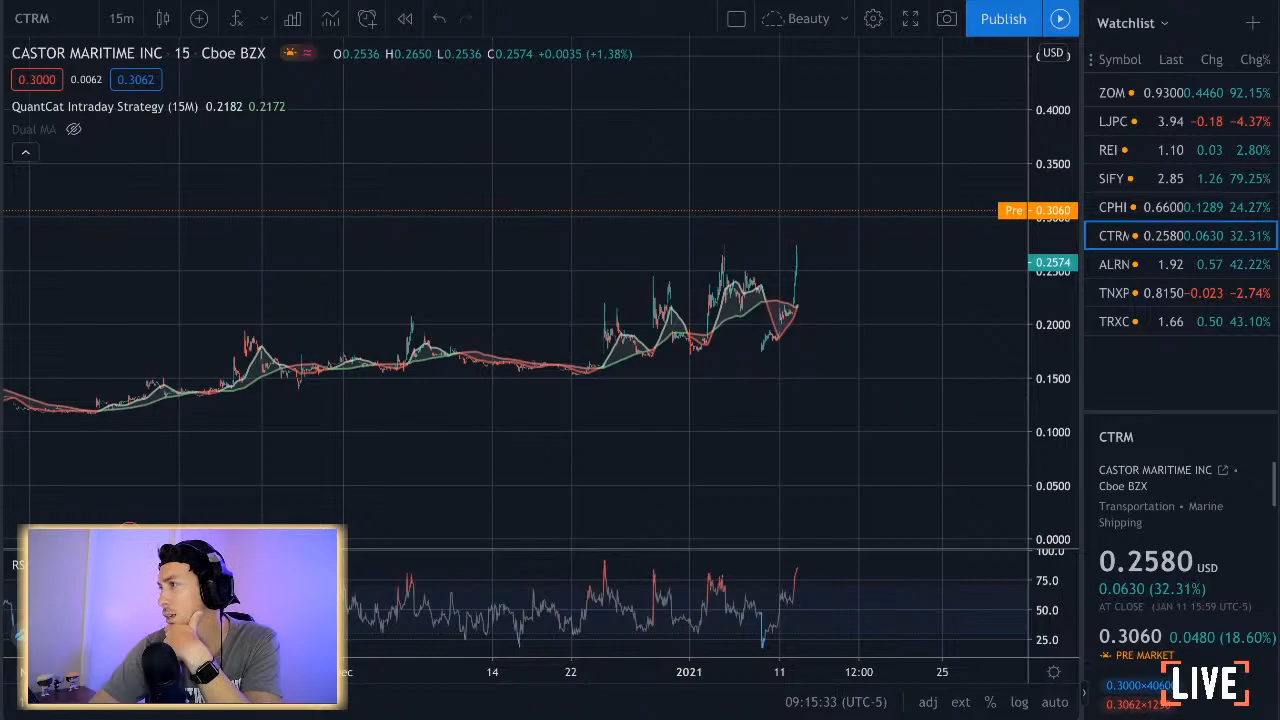 CTRM
15m
Beauty
Publish
Watchlist
CASTOR MARITIME INC · 15 · Cboe BZX
O0.2536 H0.2650 L0.2536 C0.2574 +0.0035 (+1.38%)
USD
0.3000
0.0062
0.3062
QuantCat Intraday Strategy (15M) 0.2182 0.2172
Dual MA
0.4000
0.3500
Pre 0.3060
0.2574
0.2000
0.1500
0.1000
0.0500
0.0000
100.0
75.0
50.0
25.0
14
22
2021
11
12:00
25
09:15:33 (UTC-5)
adj
ext
%
log
auto
Symbol Last Chg Chg%
ZOM 0.9300 0.4460 92.15%
LJPC 3.94 −0.18 −4.37%
REI 1.10 0.03 2.80%
SIFY 2.85 1.26 79.25%
CPHI 0.6600 0.1289 24.27%
CTRM 0.2580 0.0630 32.31%
ALRN 1.92 0.57 42.22%
TNXP 0.8150 −0.023 −2.74%
TRXC 1.66 0.50 43.10%
CTRM
CASTOR MARITIME INC
Cboe BZX
Transportation • Marine
Shipping
0.2580 USD
0.0630 (32.31%)
AT CLOSE (JAN 11 15:59 UTC-5)
0.3060 0.0480 (18.60%)
PRE MARKET
LIVE